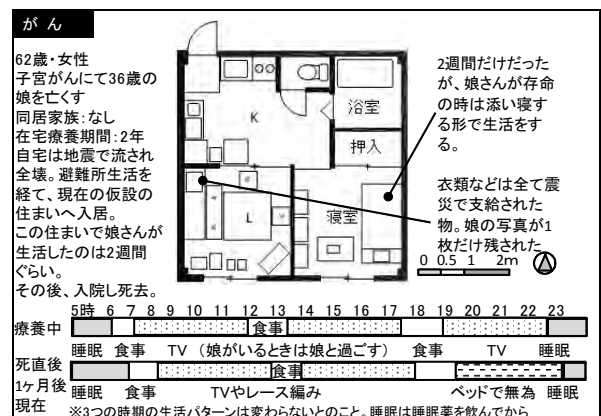 がん
62歳・女性
子宮がんにて36歳の
娘を亡くす
同居家族：なし
在宅療養期間：2年
自宅は地震で流され
全壊。避難所生活を
経て、現在の仮設の
住まいへ入居。
この住まいで娘さんが
生活したのは2週間
ぐらい。
その後、入院し死去。
K
浴室
押入
L
寝室
2週間だけだった
が、娘さんが存命
の時は添い寝す
る形で生活をす
る。
衣類などは全て震
災で支給された
物。娘の写真が1
枚だけ残された
0 0.5 1 2m
5時 6 7 8 9 10 11 12 13 14 15 16 17 18 19 20 21 22 23
療養中 食事
睡眠 食事 TV （娘がいるときは娘と過ごす） 食事 TV 睡眠
死直後 食事
1ヶ月後 睡眠 食事 TVやレース編み ベッドで無為 睡眠
現在 ※3つの時期の生活パターンは変わらないとのこと。睡眠は睡眠薬を飲んでから